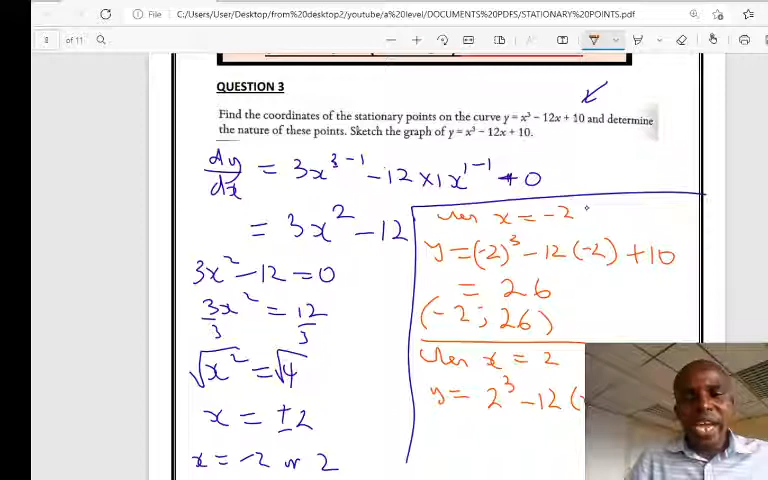 File
C:/Users/User/Desktop/from%20desktop2/youtube/a%20level/DOCUMENTS%20PDFS/STATIONARY%20POINTS.pdf
3 of 11
QUESTION 3
Find the coordinates of the stationary points on the curve y = x³ − 12x + 10 and determine
the nature of these points. Sketch the graph of y = x³ − 12x + 10.
dy/dx = 3x³⁻¹ − 12 × 1x¹⁻¹ + 0
= 3x² − 12
3x² − 12 = 0
3x²/3 = 12/3
√x² = √4
x = ±2
x = −2 or 2
when x = −2
y = (−2)³ − 12(−2) + 10
= 26
(−2; 26)
when x = 2
y = 2³ − 12(